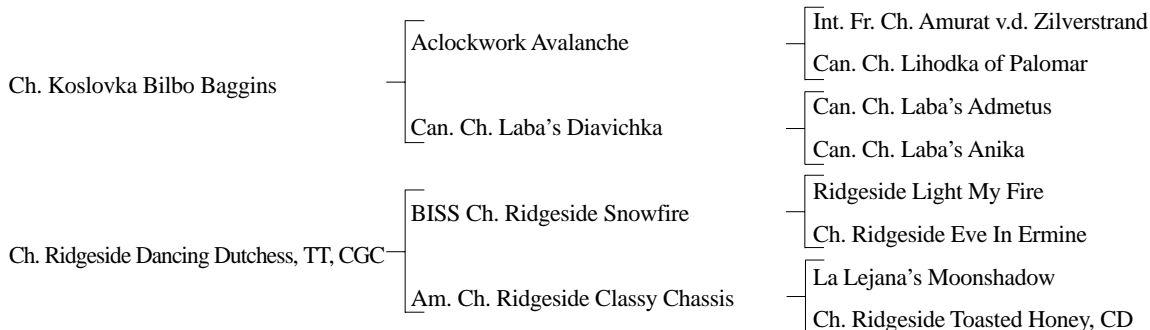 Int. Fr. Ch. Amurat v.d. Zilverstrand
Aclockwork Avalanche
Can. Ch. Lihodka of Palomar
Ch. Koslovka Bilbo Baggins
Can. Ch. Laba’s Admetus
Can. Ch. Laba’s Diavichka
Can. Ch. Laba’s Anika
Ridgeside Light My Fire
BISS Ch. Ridgeside Snowfire
Ch. Ridgeside Eve In Ermine
Ch. Ridgeside Dancing Dutchess, TT, CGC
La Lejana’s Moonshadow
Am. Ch. Ridgeside Classy Chassis
Ch. Ridgeside Toasted Honey, CD